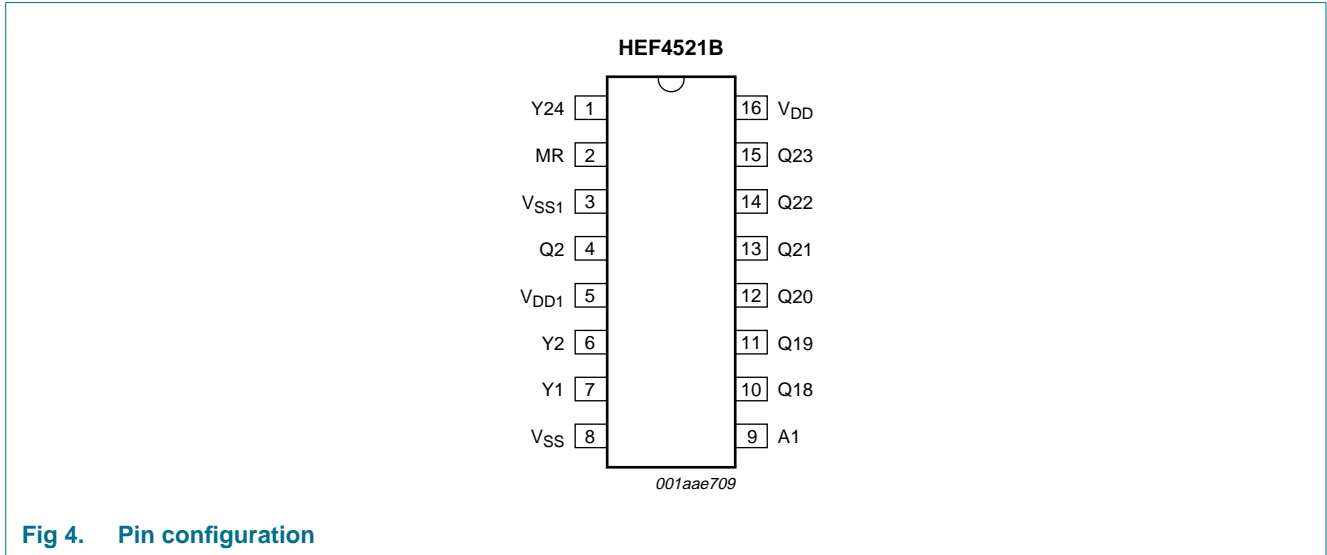 HEF4521B
Y24 1 16 VDD
MR 2 15 Q23
VSS1 3 14 Q22
Q2 4 13 Q21
VDD1 5 12 Q20
Y2 6 11 Q19
Y1 7 10 Q18
VSS 8 9 A1
001aae709
Fig 4. Pin configuration